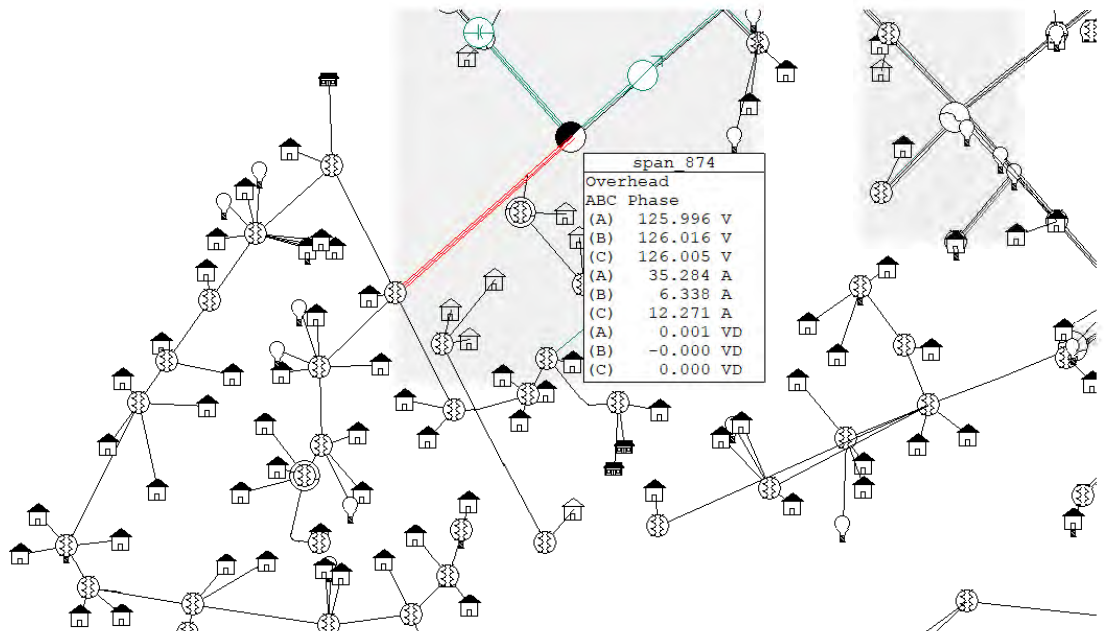 span_874
Overhead
ABC Phase
(A) 125.996 V
(B) 126.016 V
(C) 126.005 V
(A) 35.284 A
(B) 6.338 A
(C) 12.271 A
(A) 0.001 VD
(B) -0.000 VD
(C) 0.000 VD